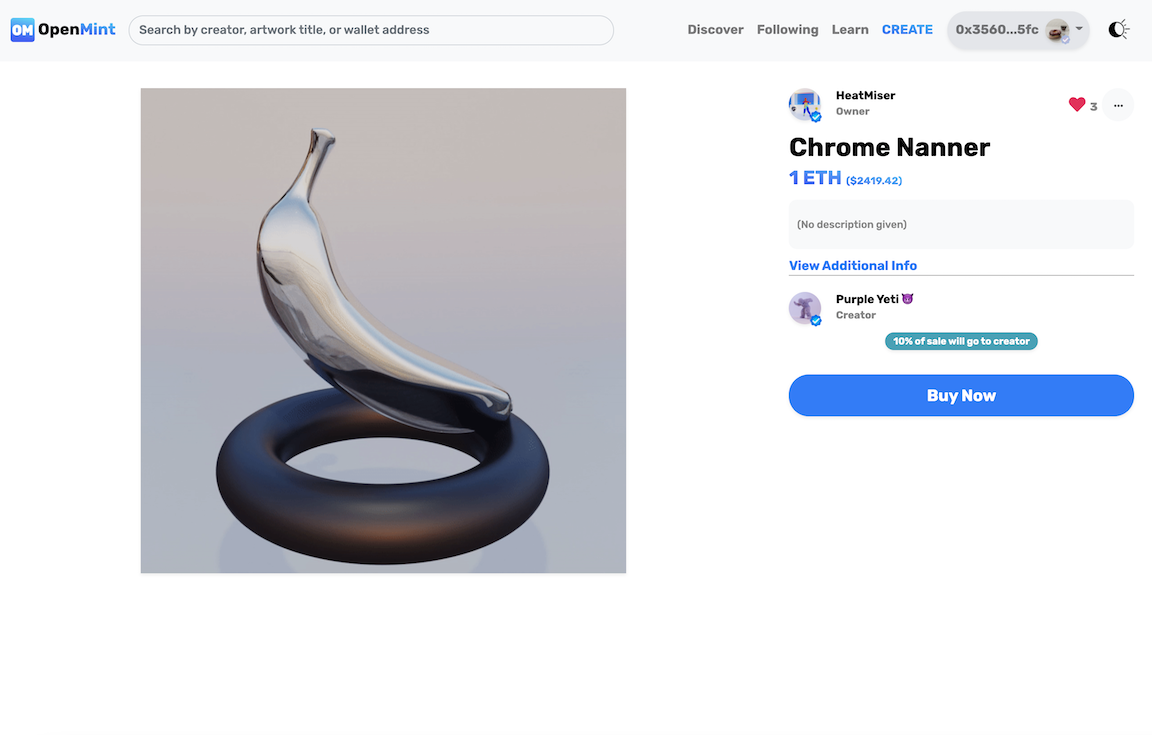 OM OpenMint
Search by creator, artwork title, or wallet address
Discover Following Learn CREATE 0x3560...5fc
HeatMiser
Owner
3
Chrome Nanner
1 ETH ($2419.42)
(No description given)
View Additional Info
Purple Yeti 😈
Creator
10% of sale will go to creator
Buy Now